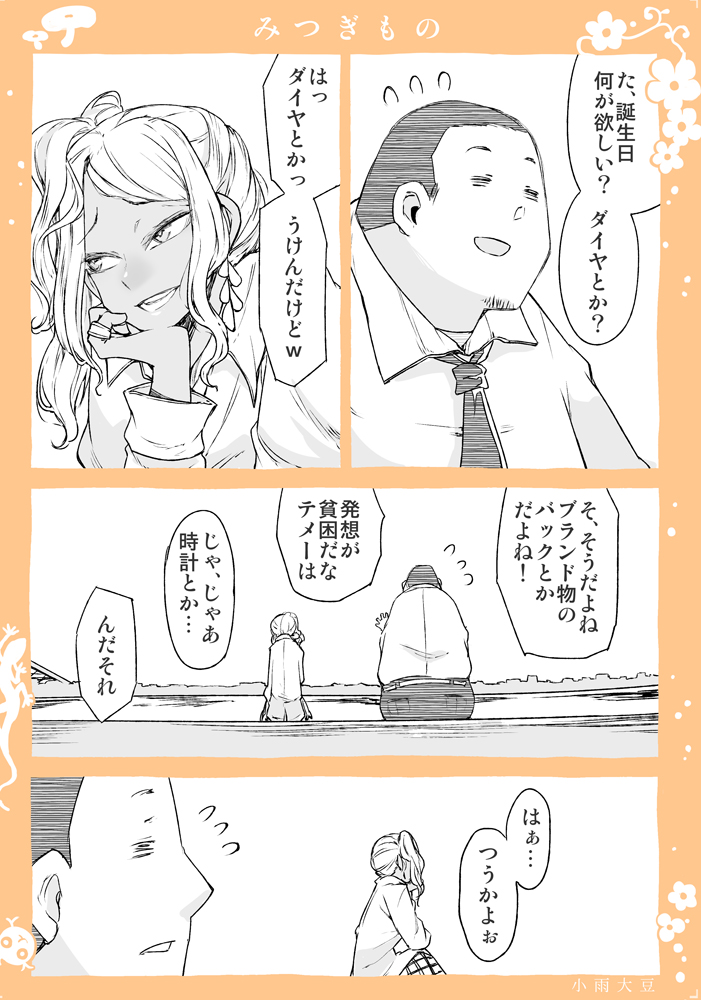 みつぎもの
た、誕生日
何が欲しい？
ダイヤとか？
はっ
ダイヤとかっ
うけんだけどw
そ、そうだよね
ブランド物の
バックとか
だよね！
発想が
貧困だな
テメーは
じゃ、じゃあ
時計とか…
んだそれ
はぁ…
つうかよぉ
小雨大豆